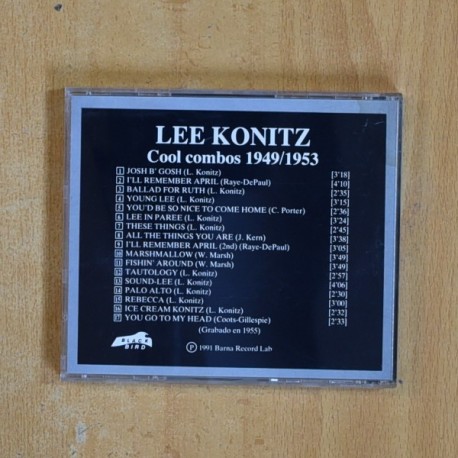 LEE KONITZ
Cool combos 1949/1953
1 JOSH B' GOSH (L. Konitz) [3'18]
2 I'LL REMEMBER APRIL (Raye-DePaul) [4'10]
3 BALLAD FOR RUTH (L. Konitz) [2'35]
4 YOUNG LEE (L. Konitz) [3'15]
5 YOU'D BE SO NICE TO COME HOME (C. Porter) [2'36]
6 LEE IN PAREE (L. Konitz) [3'24]
7 THESE THINGS (L. Konitz) [2'45]
8 ALL THE THINGS YOU ARE (J. Kern) [3'38]
9 I'LL REMEMBER APRIL (2nd) (Raye-DePaul) [3'05]
10 MARSHMALLOW (W. Marsh) [3'49]
11 FISHIN' AROUND (W. Marsh) [3'49]
12 TAUTOLOGY (L. Konitz) [2'57]
13 SOUND-LEE (L. Konitz) [4'06]
14 PALO ALTO (L. Konitz) [2'30]
15 REBECCA (L. Konitz) [3'00]
16 ICE CREAM KONITZ (L. Konitz) [2'32]
17 YOU GO TO MY HEAD (Coots-Gillespie) [2'33]
(Grabado en 1955)
BLACK BIRD
℗ 1991 Barna Record Lab